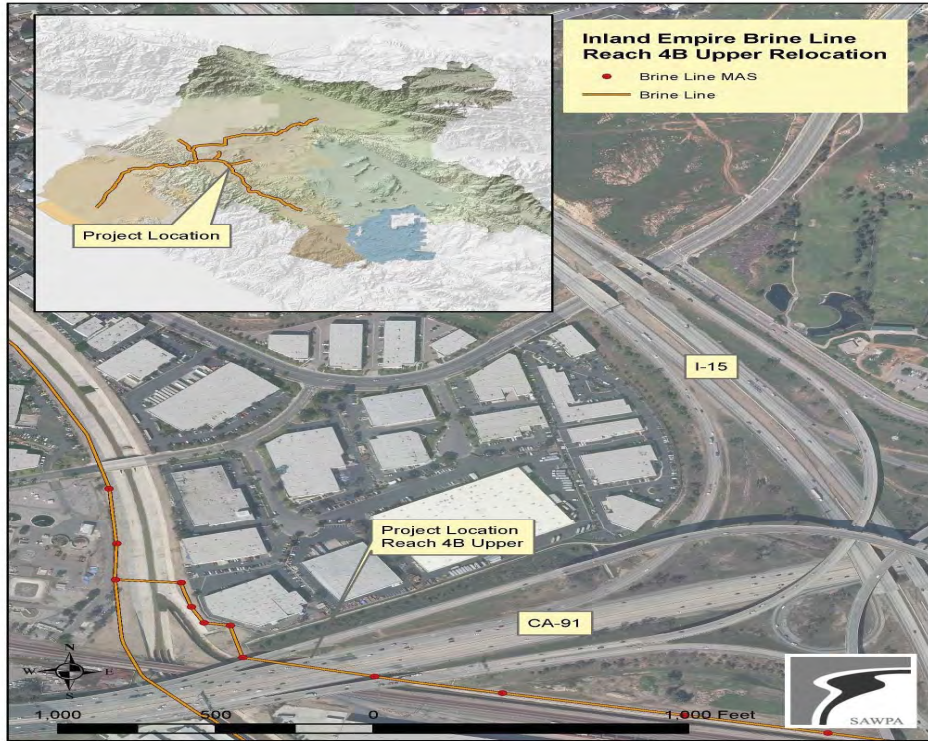 Inland Empire Brine Line
Reach 4B Upper Relocation
Brine Line MAS
Brine Line
Project Location
I-15
Project Location
Reach 4B Upper
CA-91
N
W
E
S
1,000
500
0
1,000 Feet
SAWPA